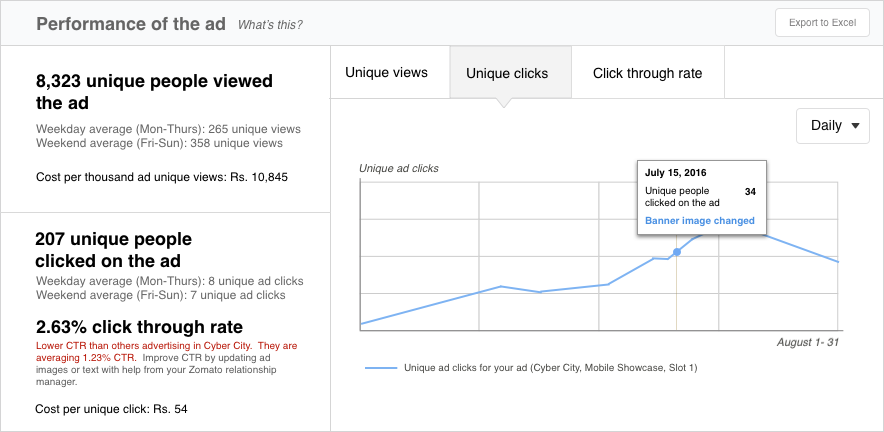 Performance of the ad What's this?
Export to Excel
8,323 unique people viewed
the ad
Weekday average (Mon-Thurs): 265 unique views
Weekend average (Fri-Sun): 358 unique views
Cost per thousand ad unique views: Rs. 10,845
207 unique people
clicked on the ad
Weekday average (Mon-Thurs): 8 unique ad clicks
Weekend average (Fri-Sun): 7 unique ad clicks
2.63% click through rate
Lower CTR than others advertising in Cyber City. They are
averaging 1.23% CTR. Improve CTR by updating ad
images or text with help from your Zomato relationship
manager.
Cost per unique click: Rs. 54
Unique views
Unique clicks
Click through rate
Daily
Unique ad clicks
July 15, 2016
Unique people 34
clicked on the ad
Banner image changed
August 1- 31
Unique ad clicks for your ad (Cyber City, Mobile Showcase, Slot 1)